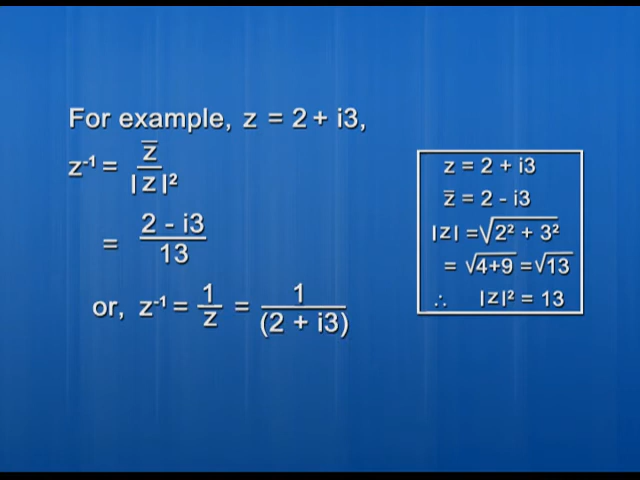 For example, z = 2 + i3,
z⁻¹ = z̅ / |z|²
= 2 - i3 / 13
or, z⁻¹ = 1/z = 1/(2 + i3)
z = 2 + i3
z̅ = 2 - i3
|z| = √(2² + 3²)
= √(4+9) = √13
∴ |z|² = 13